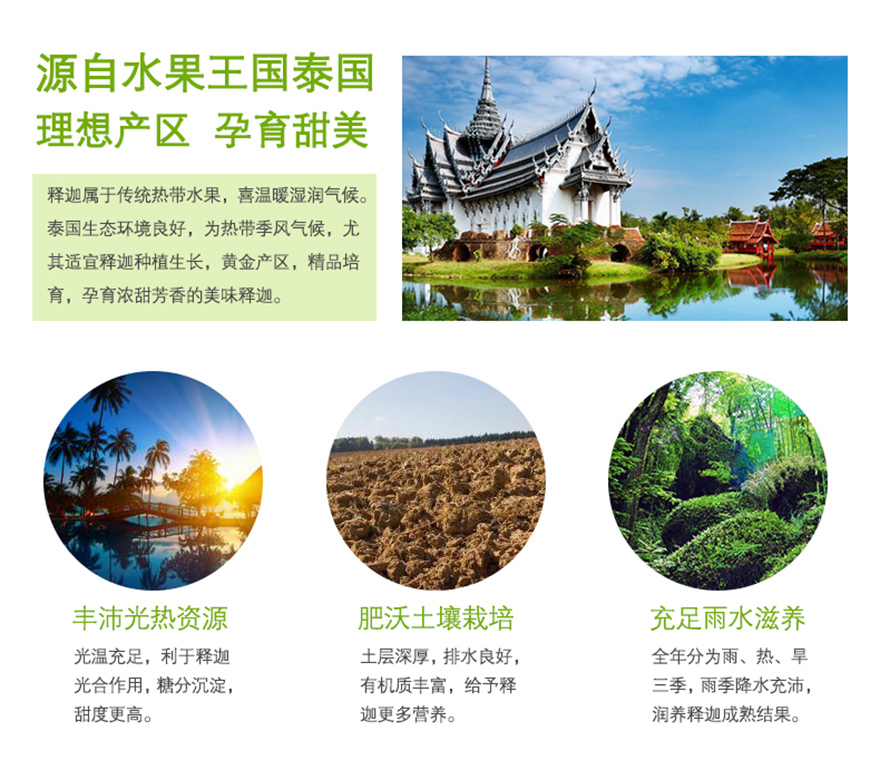 源自水果王国泰国
理想产区 孕育甜美
释迦属于传统热带水果，喜温暖湿润气候。
泰国生态环境良好，为热带季风气候，尤
其适宜释迦种植生长，黄金产区，精品培
育，孕育浓甜芳香的美味释迦。
丰沛光热资源
光温充足，利于释迦
光合作用，糖分沉淀，
甜度更高。
肥沃土壤栽培
土层深厚，排水良好，
有机质丰富，给予释
迦更多营养。
充足雨水滋养
全年分为雨、热、旱
三季，雨季降水充沛，
润养释迦成熟结果。